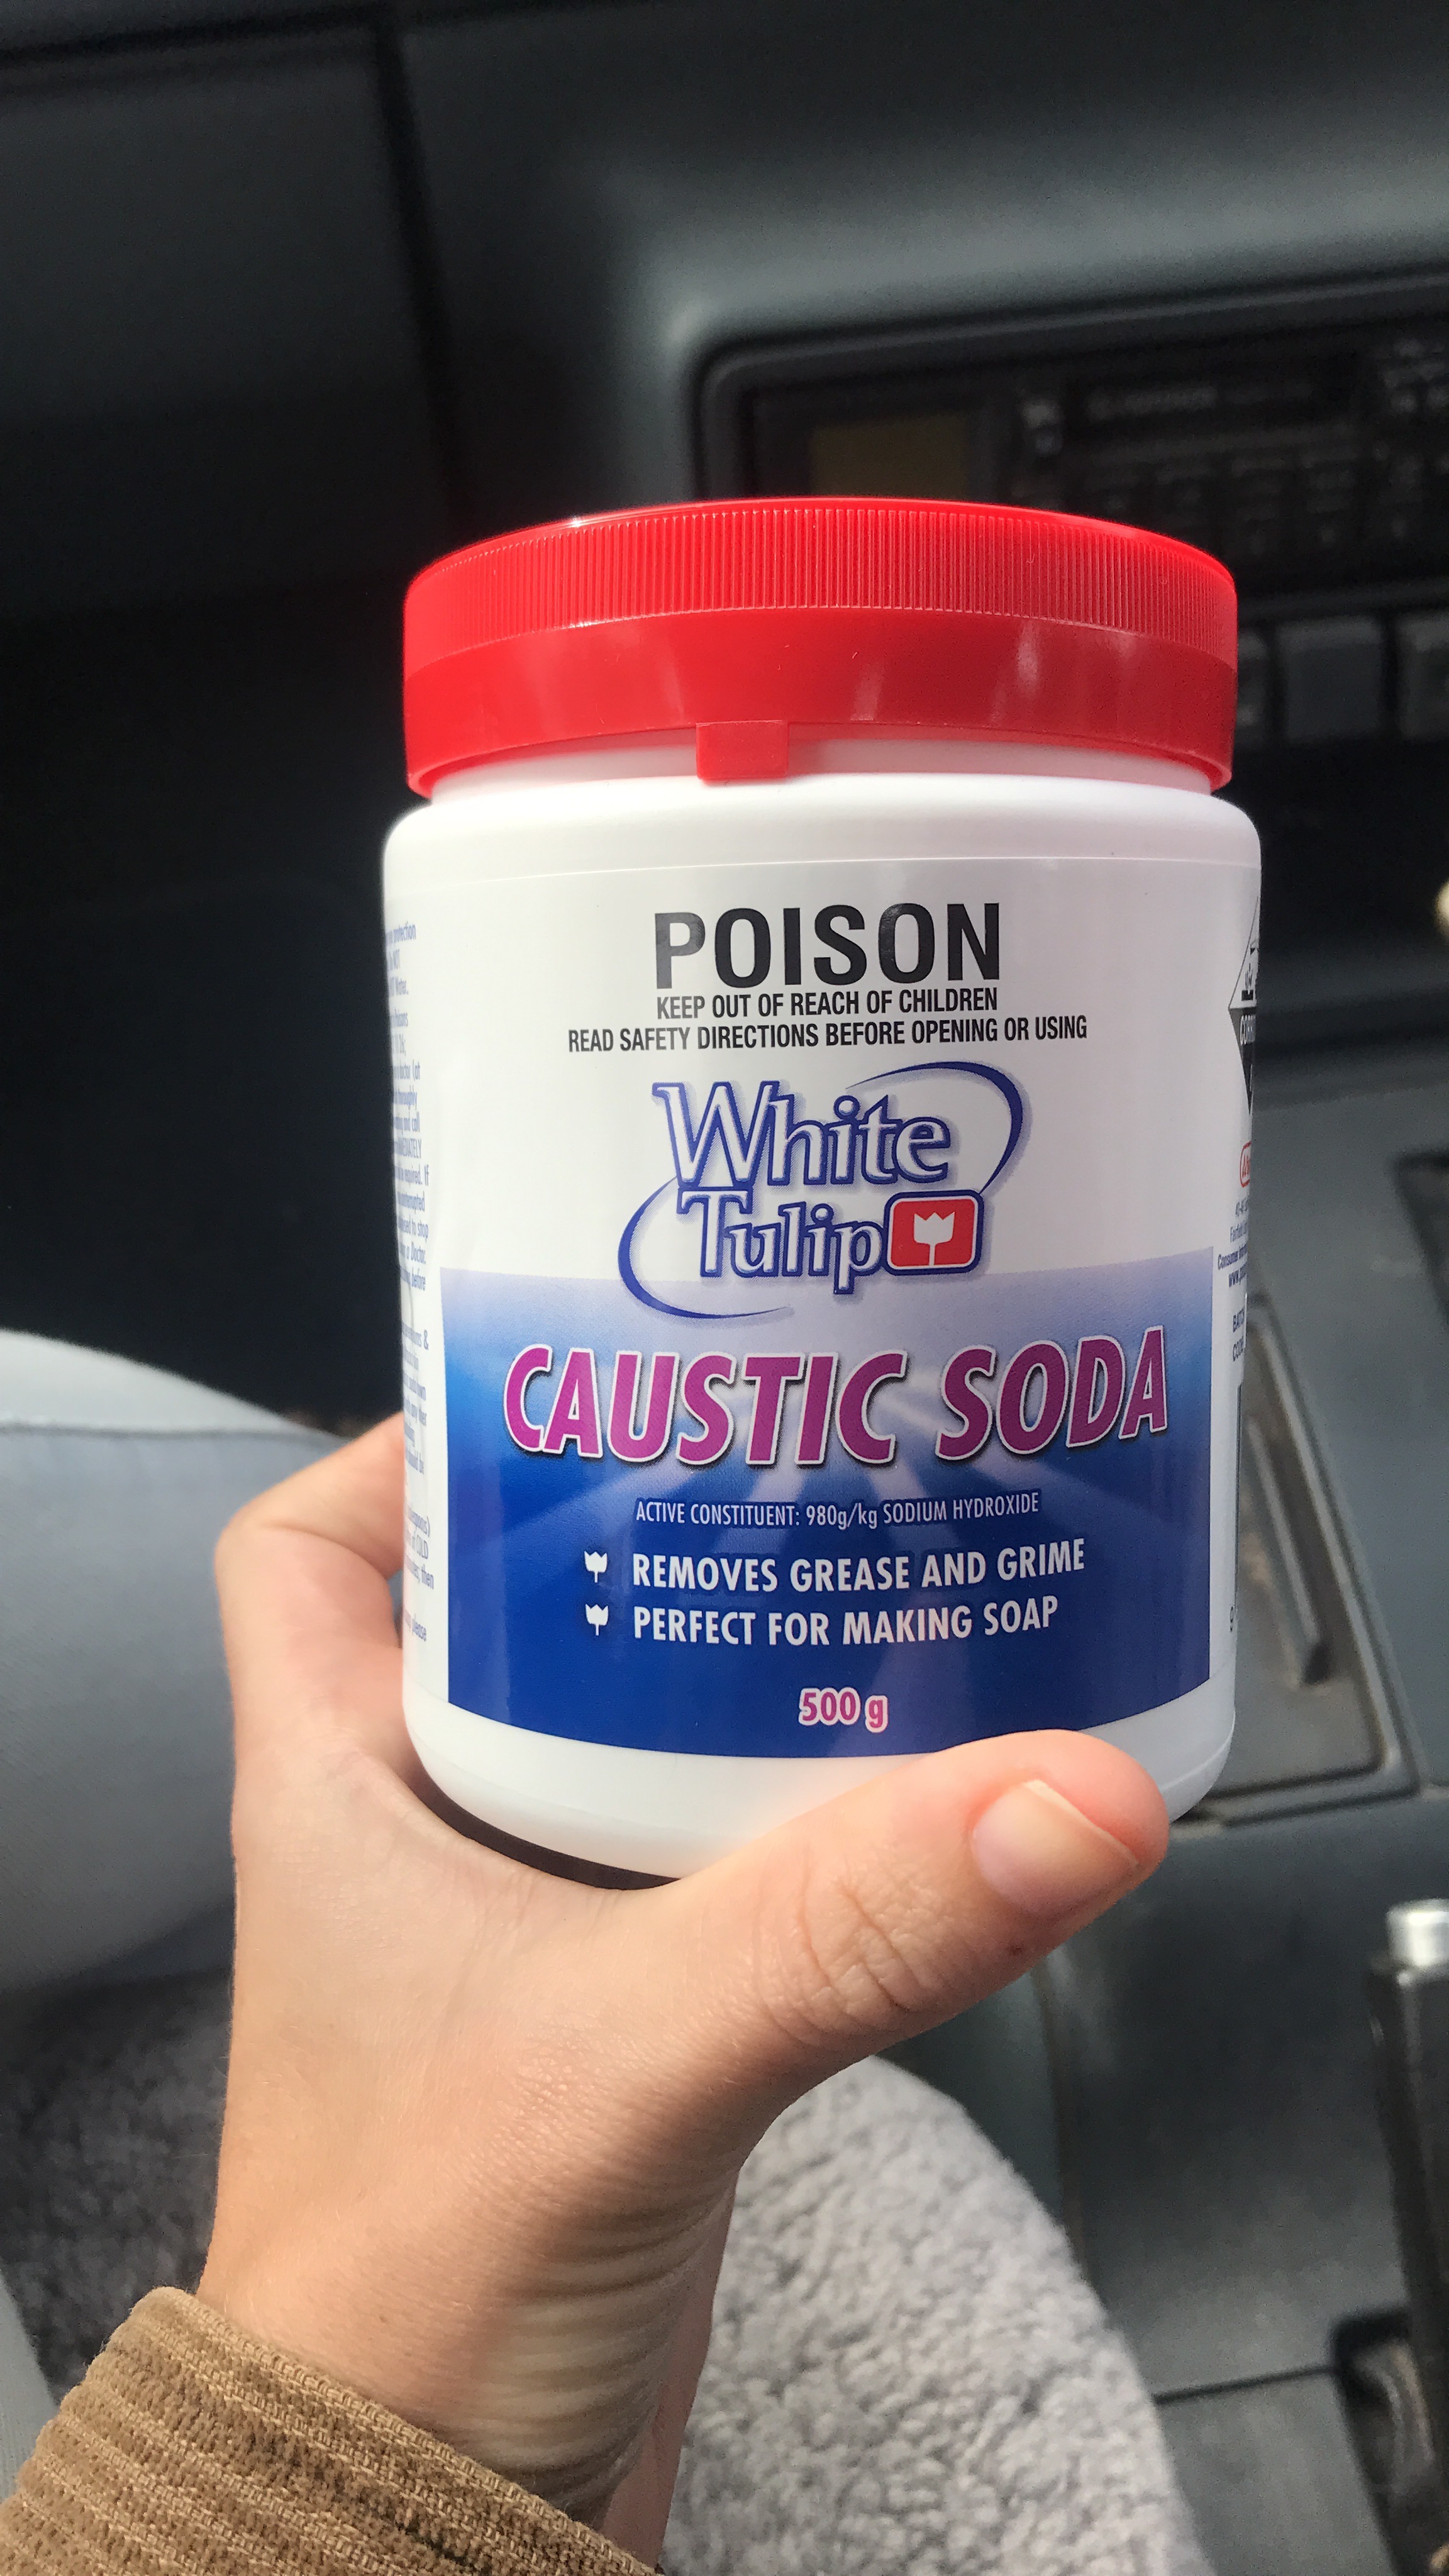 POISON
KEEP OUT OF REACH OF CHILDREN
READ SAFETY DIRECTIONS BEFORE OPENING OR USING
White
Tulip
CAUSTIC SODA
ACTIVE CONSTITUENT: 980g/kg SODIUM HYDROXIDE
REMOVES GREASE AND GRIME
PERFECT FOR MAKING SOAP
500 g